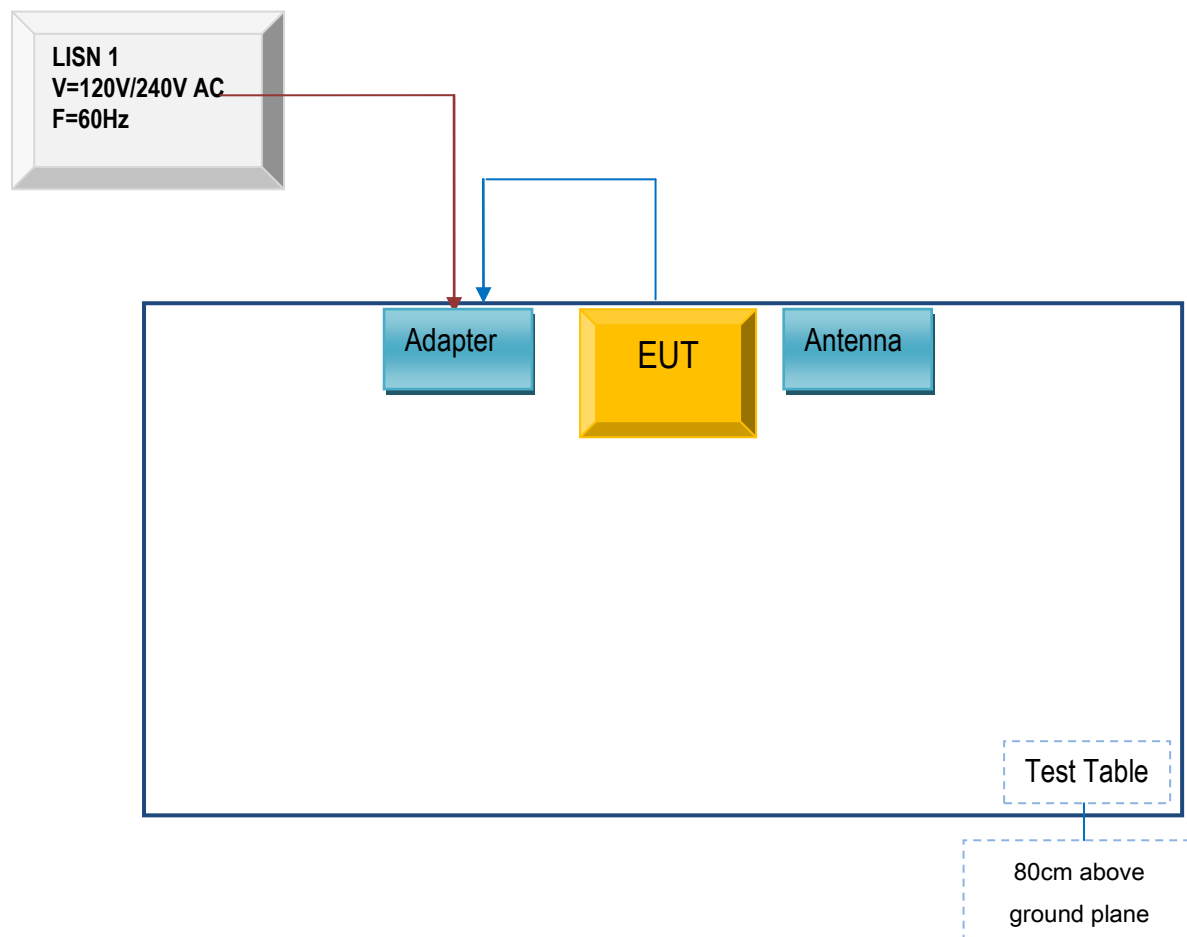 LISN 1
V=120V/240V AC
F=60Hz
Adapter
EUT
Antenna
Test Table
80cm above
ground plane